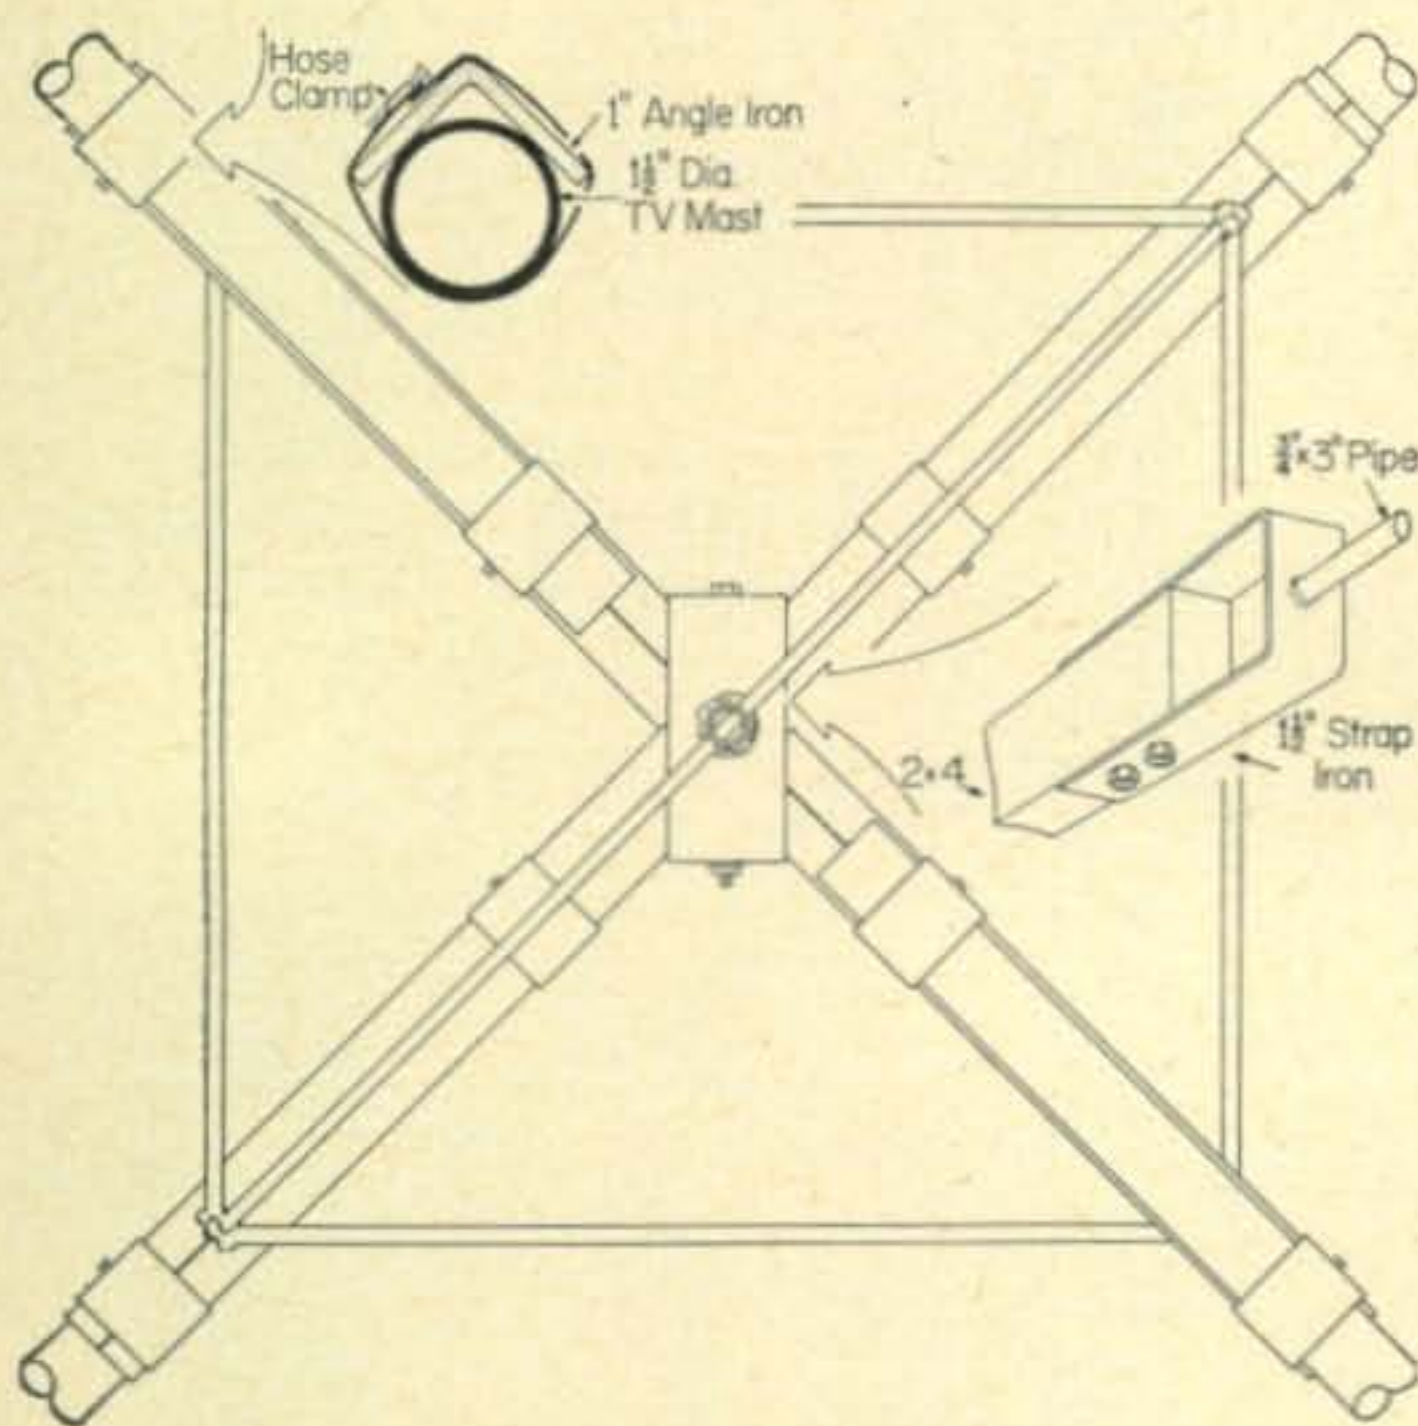 Hose
Clamp
1" Angle Iron
1½" Dia.
TV Mast
¾"×3" Pipe
2×4
1½" Strap
Iron